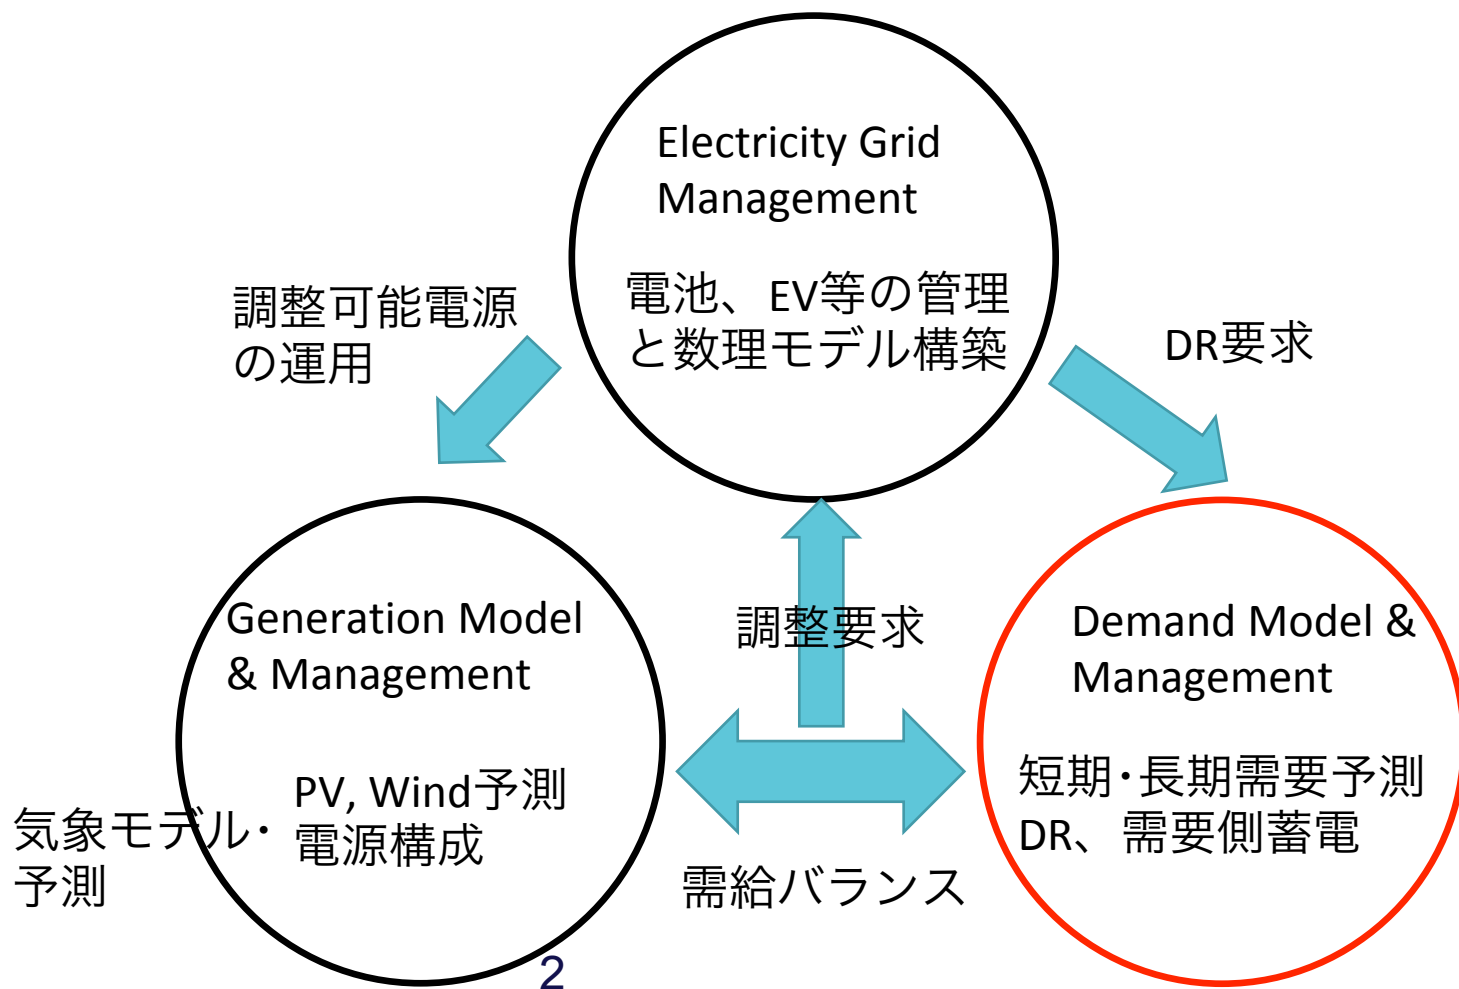 Electricity Grid
Management
電池、EV等の管理
と数理モデル構築
調整可能電源
の運用
DR要求
調整要求
Generation Model
& Management
PV, Wind予測
電源構成
気象モデル・
予測
需給バランス
Demand Model &
Management
短期・長期需要予測
DR、需要側蓄電
2